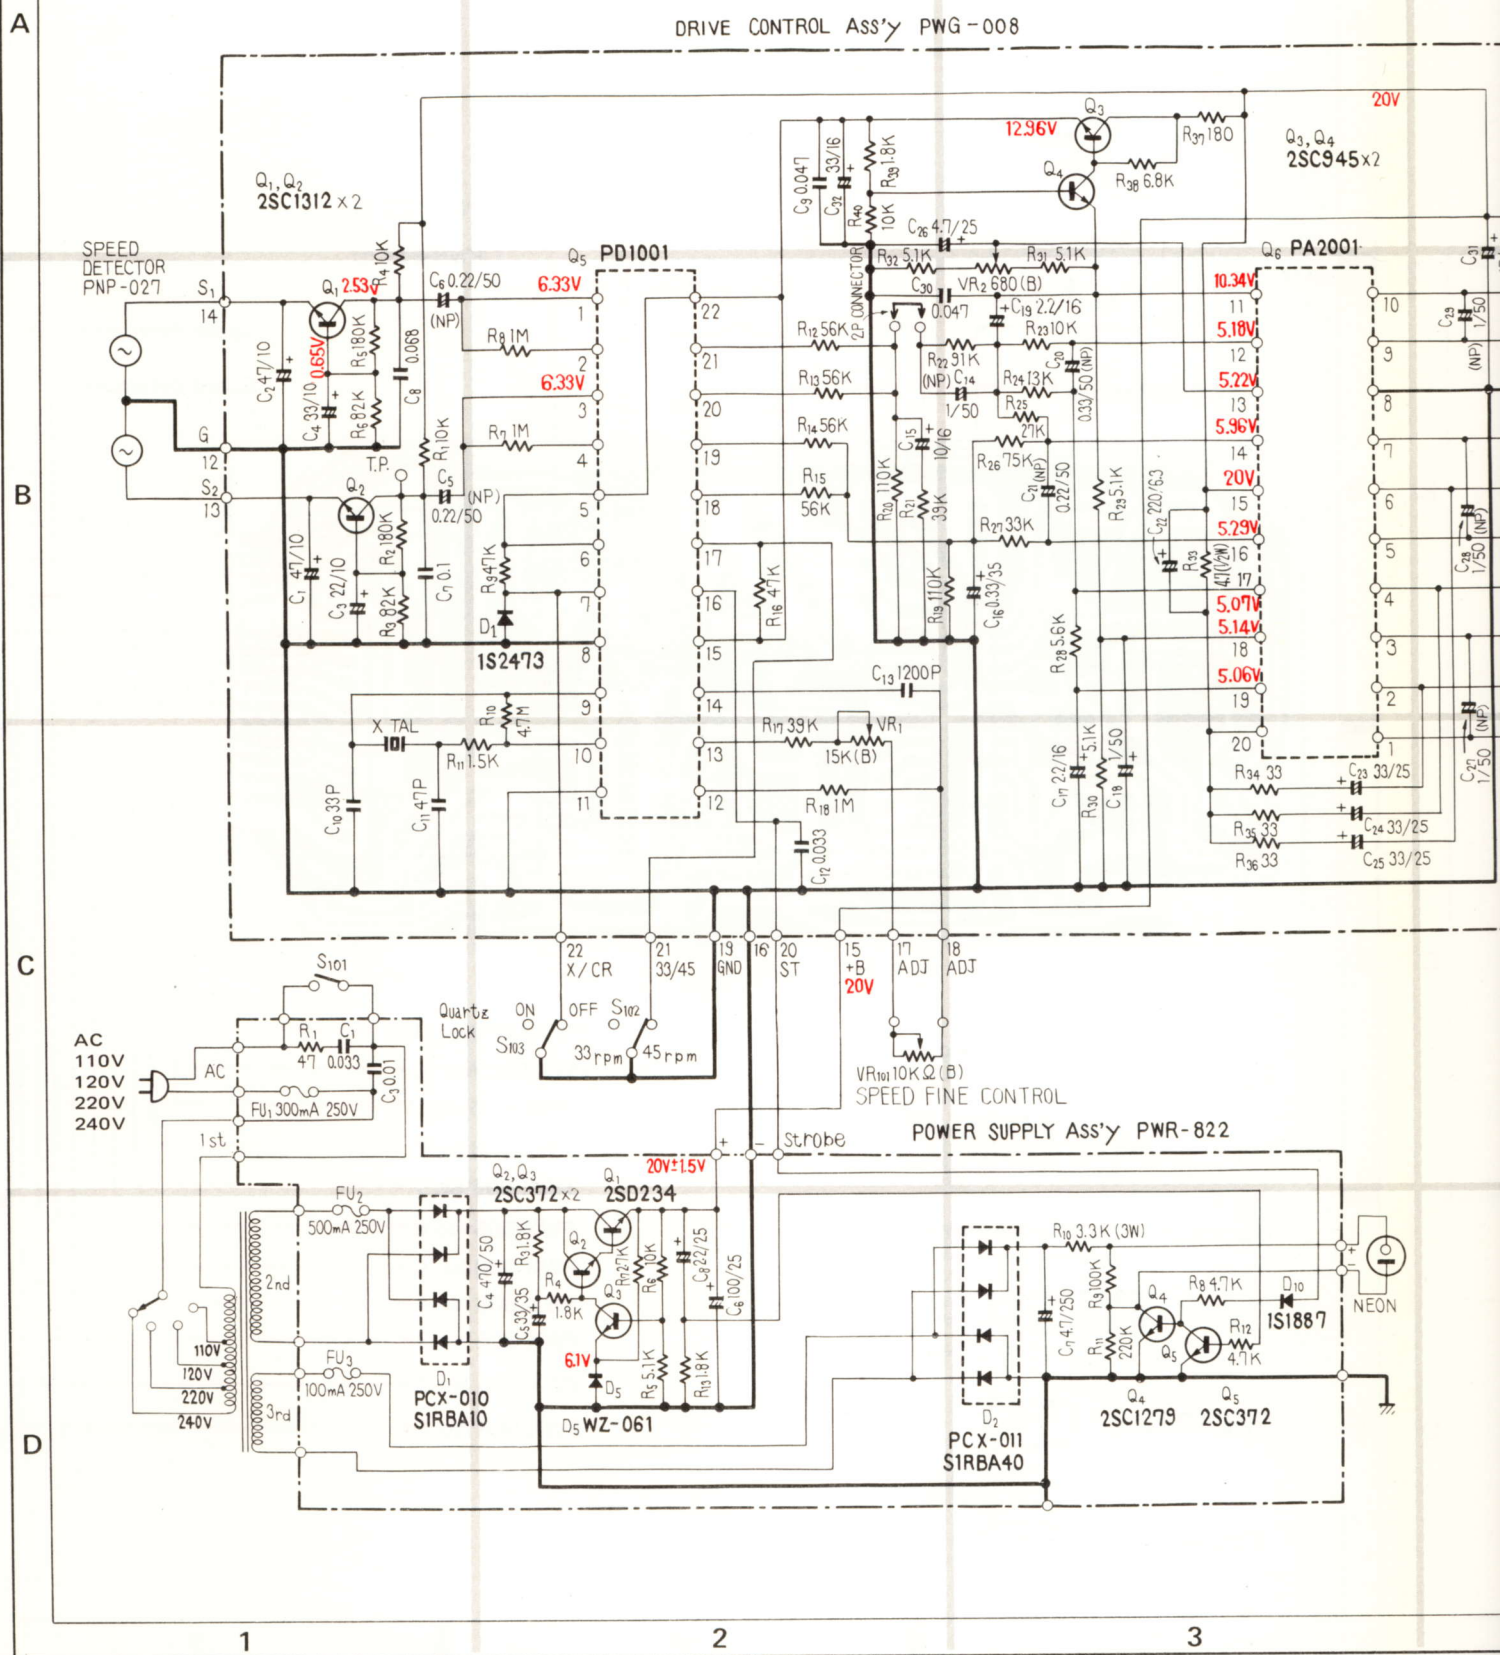 A
DRIVE CONTROL ASS'Y PWG-008
20V
Q3
12.96V
R37 180
Q3, Q4
2SC945×2
Q1, Q2
2SC1312×2
C9 0.047
C32 33/16
R39 1.8K
Q4
R38 6.8K
R40 10K
C26 4.7/25
SPEED
DETECTOR
PNP-027
R4 10K
Q5
PD1001
2P CONNECTOR
R32 5.1K
R31 5.1K
VR2 680(B)
Q6
PA2001
C31
S1
14
Q1
2.53V
C6 0.22/50
(NP)
6.33V
1
22
C30
0.047
C19 2.2/16
10.34V
11
10
C29 1/50 (NP)
C2 47/10
0.65V
R5 180K
C8 0.068
R8 1M
2
21
R12 56K
R22 91K
R23 10K
C20 0.33/50 (NP)
5.18V
12
9
6.33V
3
20
R13 56K
(NP) C14
1/50
R24 13K
5.22V
13
8
C4 33/10
R6 82K
R1 10K
R25
27K
G
12
R7 1M
4
19
R14 56K
C15 10/16
R26 75K
5.96V
14
7
B
T.P.
S2
13
Q2
C5
(NP)
0.22/50
5
18
R15
56K
R20 110K
R21 39K
C21 (NP) 0.22/50
R29 5.1K
C22 220/6.3
20V
15
6
R27 33K
5.29V
16
5
C28 1/50 (NP)
C1 47/10
C3 22/10
R2 180K
R3 82K
C7 0.1
R9 47K
6
17
R16 47K
R19 110K
C16 0.33/35
R33 4.7(1/2W)
17
5.07V
4
7
16
D1
1S2473
8
15
R28 5.6K
5.14V
18
3
C13 1200P
5.06V
19
2
9
14
X TAL
R10 4.7M
R11 1.5K
10
13
R17 39K
VR1
15K(B)
20
1
C27 1/50 (NP)
C10 33P
C11 47P
11
12
R18 1M
C17 2.2/16
R30 5.1K
C18 1/50
R34 33
C23 33/25
R35 33
C24 33/25
R36 33
C25 33/25
C12 0.033
C
22
X/CR
21
33/45
19
GND
16
20
ST
15
+B
20V
17
ADJ
18
ADJ
S101
Quartz
Lock
ON
OFF
S103
S102
33rpm
45rpm
AC
110V
120V
220V
240V
AC
R1
47
C1
0.033
C3 0.01
FU1 300mA 250V
VR101 10KΩ(B)
SPEED FINE CONTROL
1st
+
−
Strobe
POWER SUPPLY ASS'Y PWR-822
20V±1.5V
Q2, Q3
2SC372×2
Q1
2SD234
FU2
500mA 250V
2nd
C4 470/50
R3 1.8K
Q2
R4
1.8K
Q3
C5 33/35
R7 27K
R6 10K
C8 22/25
C6 100/25
R10 3.3K (3W)
R9 100K
R8 4.7K
D10
1S1887
NEON
C7 4.7/250
R11 220K
Q4
Q5
R12
4.7K
110V
120V
220V
240V
FU3
100mA 250V
3rd
D1
PCX-010
S1RBA10
6.1V
D5
R5 5.1K
R13 1.8K
D5 WZ-061
D2
PCX-011
S1RBA40
Q4
2SC1279
Q5
2SC372
D
1
2
3